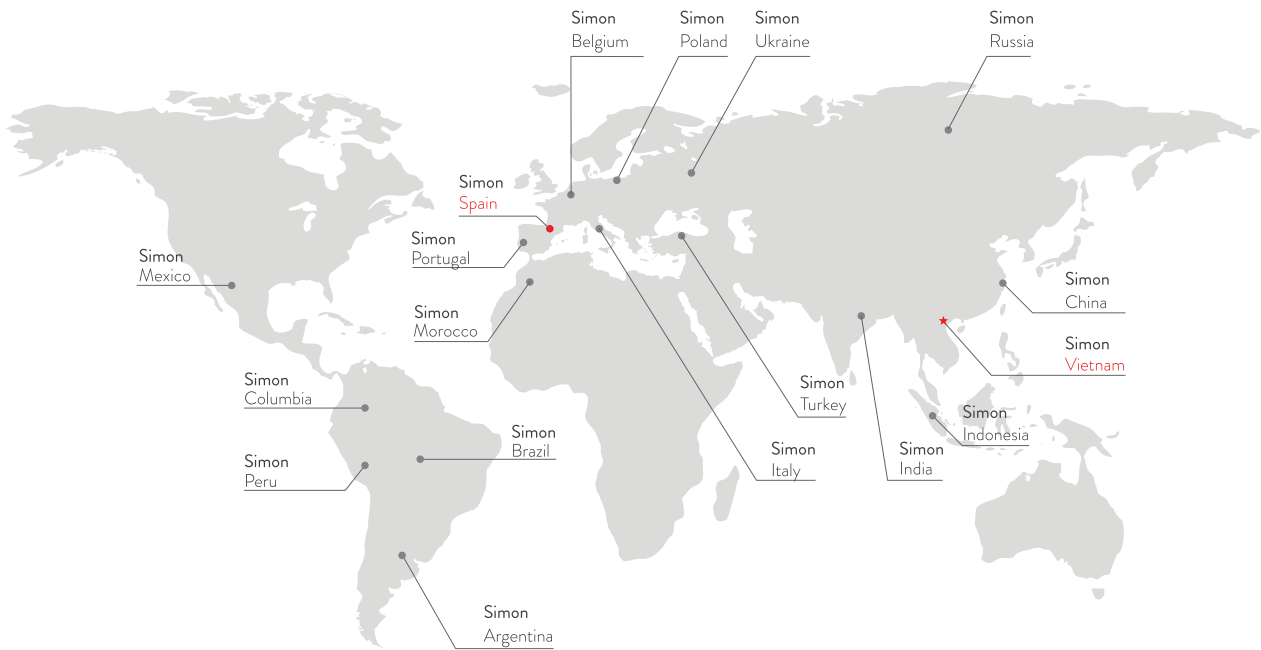 Simon
Belgium
Simon
Poland
Simon
Ukraine
Simon
Russia
Simon
Spain
Simon
Portugal
Simon
Mexico
Simon
Morocco
Simon
China
Simon
Vietnam
Simon
Columbia
Simon
Turkey
Simon
Indonesia
Simon
Brazil
Simon
Peru
Simon
Italy
Simon
India
Simon
Argentina